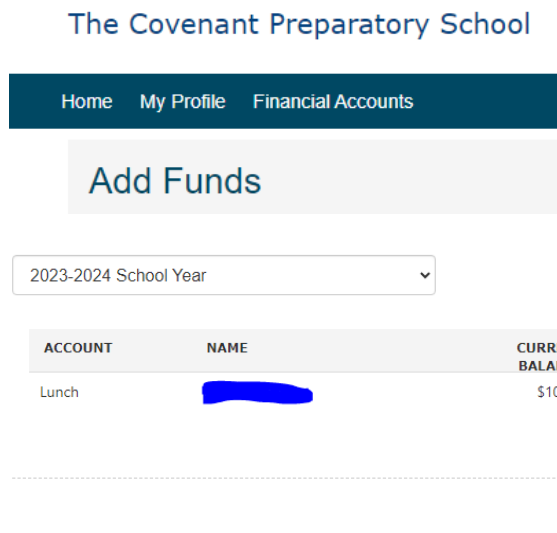 The Covenant Preparatory School
Home My Profile Financial Accounts
Add Funds
2023-2024 School Year
ACCOUNT NAME
Lunch